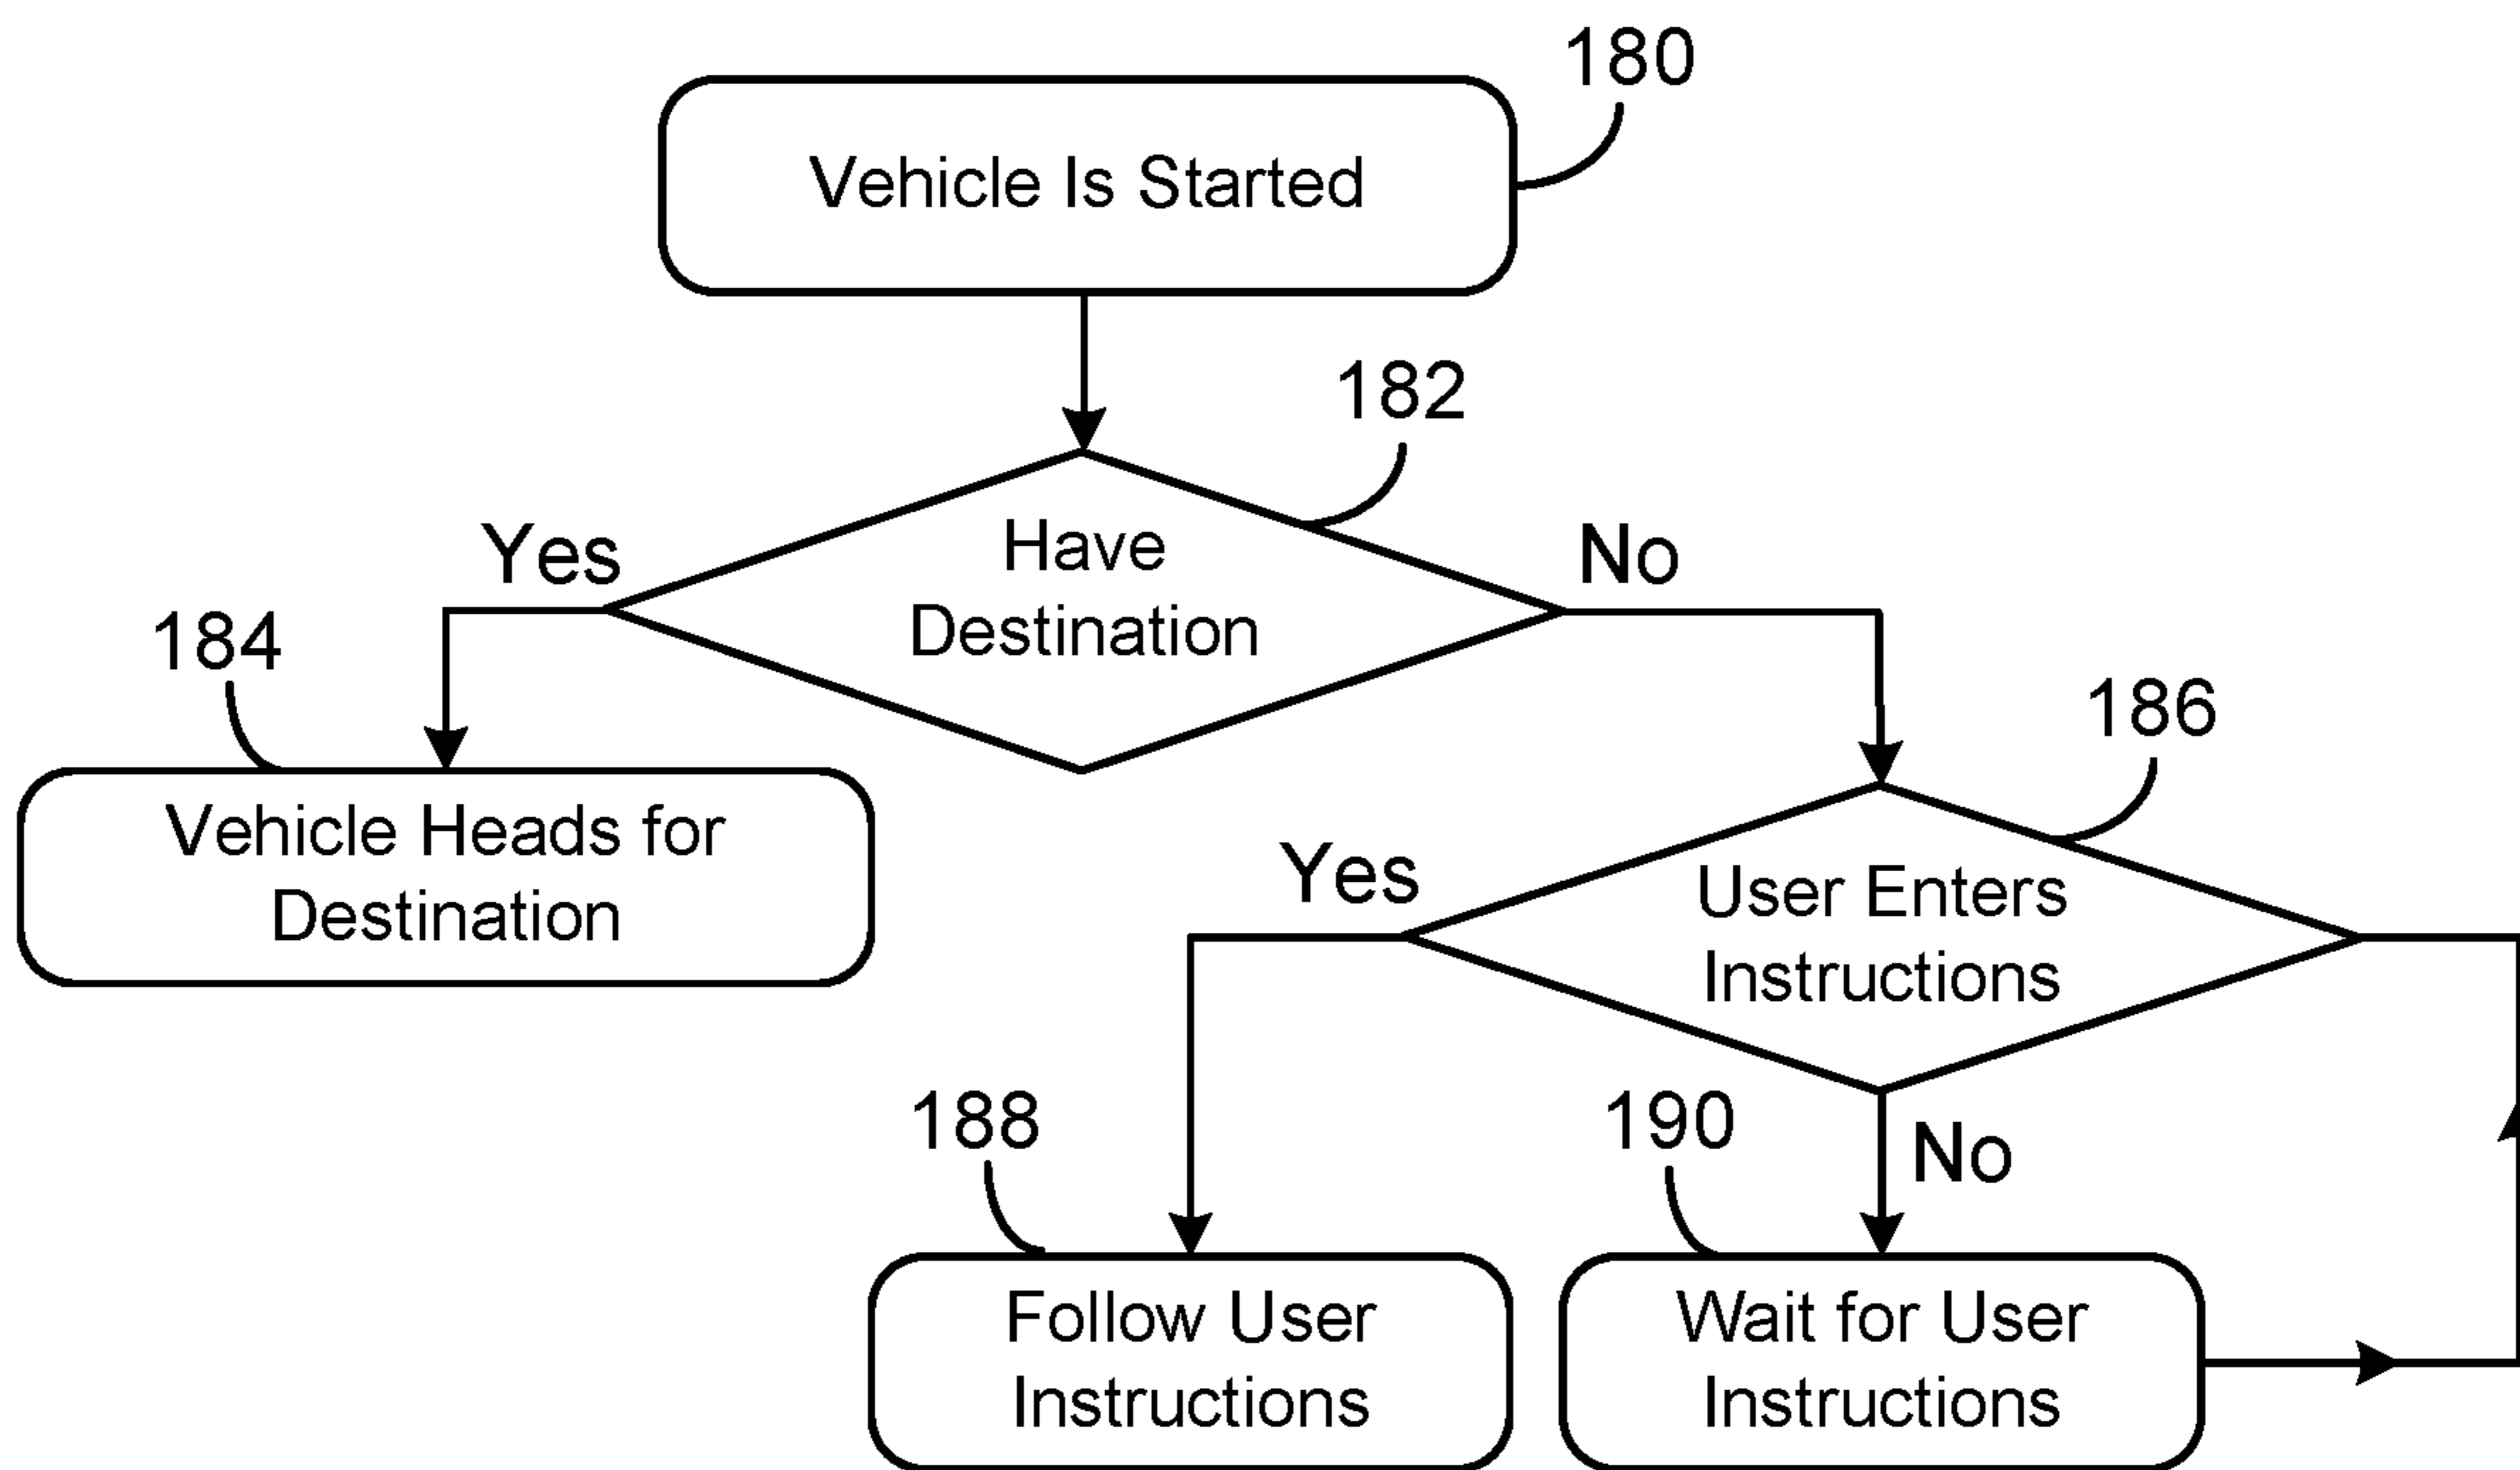 180
Vehicle Is Started
182
Have
Destination
Yes
No
184
Vehicle Heads for
Destination
186
User Enters
Instructions
Yes
No
188
Follow User
Instructions
190
Wait for User
Instructions